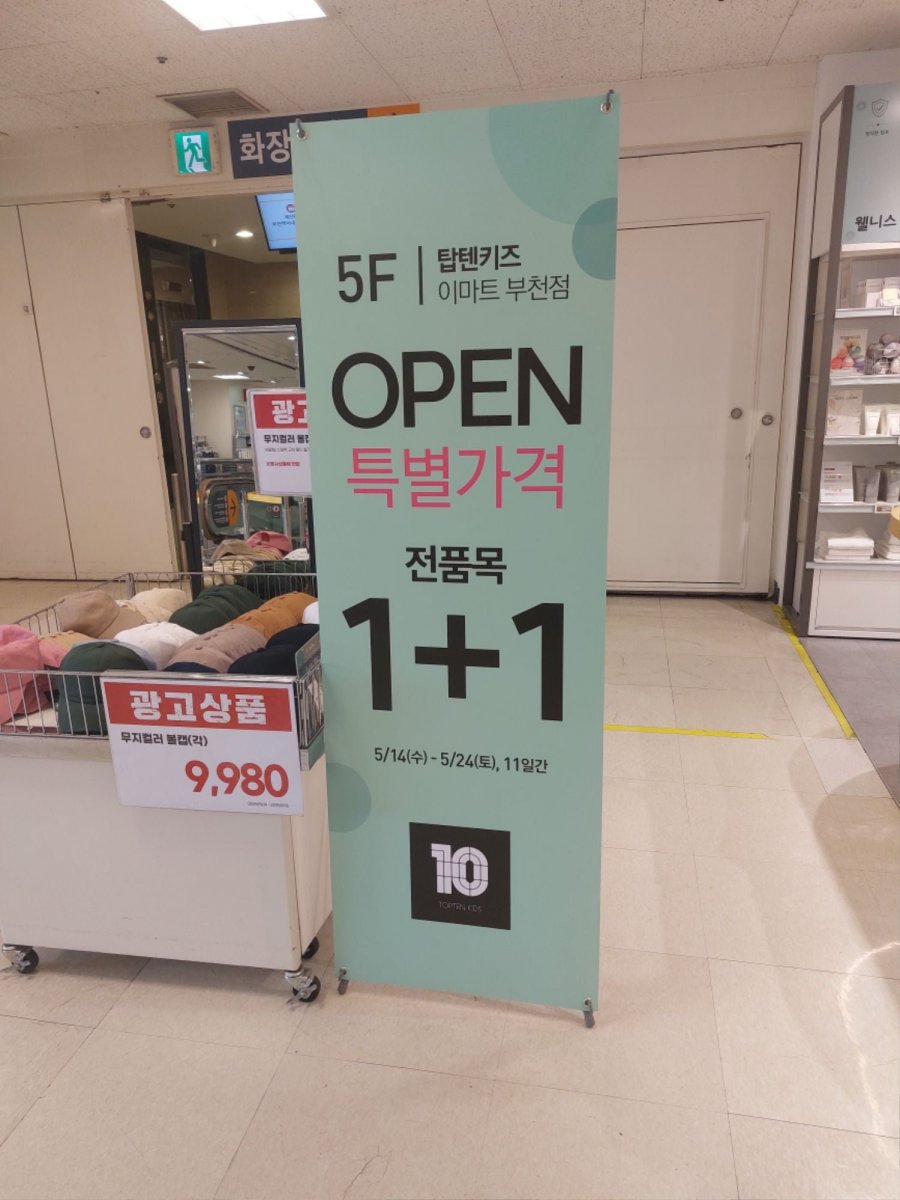 화장
5F
탑텐키즈
이마트 부천점
OPEN
특별가격
전품목
1+1
5/14(수) - 5/24(토), 11일간
10
TOPTEN KIDS
광고
무지컬러 볼캡
광고상품
무지컬러 볼캡(각)
9,980
웰니스